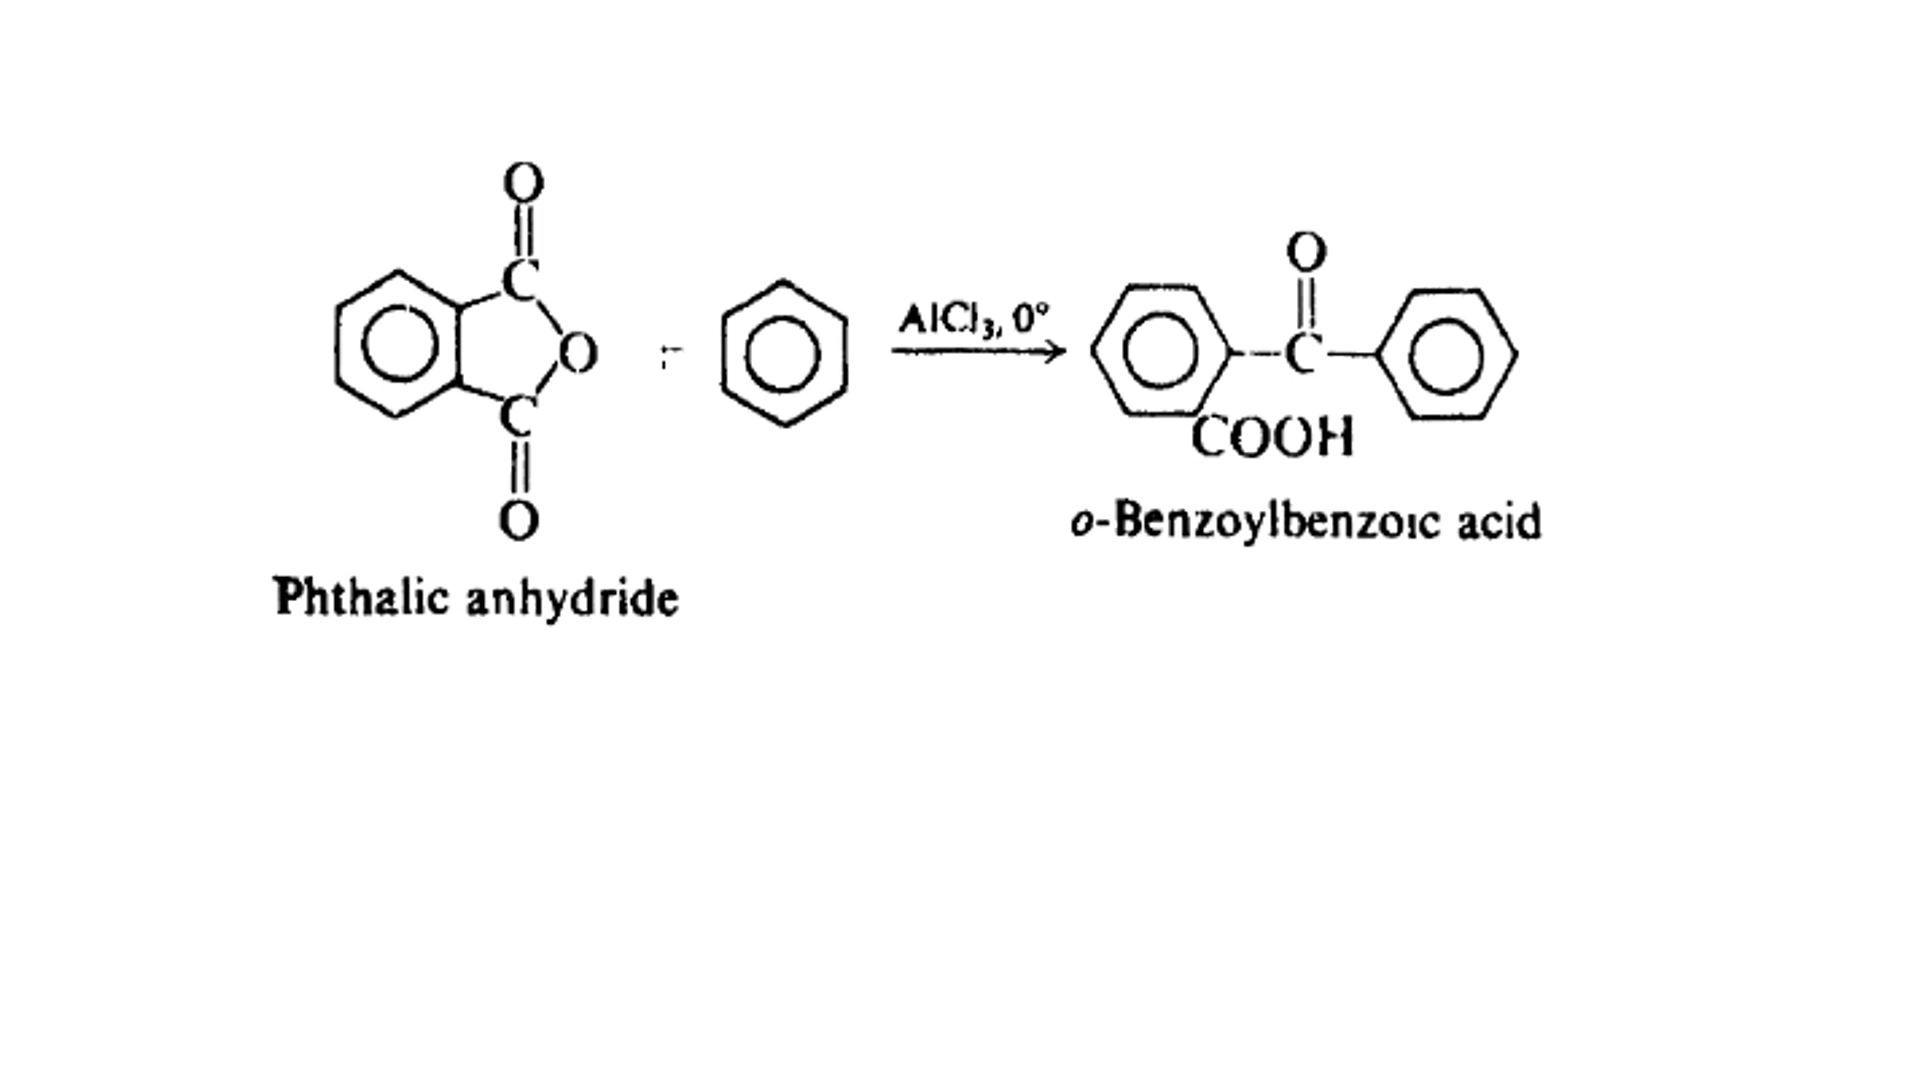 O
C
O
C
O
Phthalic anhydride
AlCl₃, 0°
O
C
COOH
o-Benzoylbenzoic acid